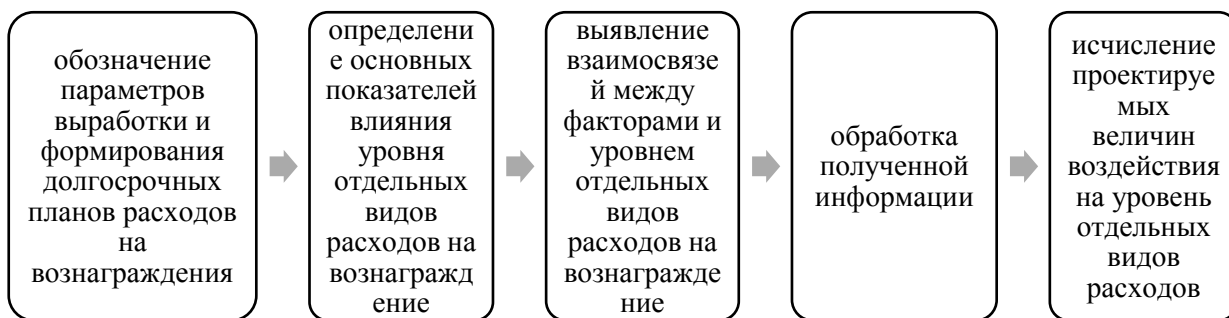 обозначение
параметров
выработки и
формирования
долгосрочных
планов расходов
на
вознаграждения
определени
е основных
показателей
влияния
уровня
отдельных
видов
расходов на
вознагражд
ение
выявление
взаимосвязе
й между
факторами и
уровнем
отдельных
видов
расходов на
вознагражде
ние
обработка
полученной
информации
исчисление
проектируе
мых
величин
воздействия
на уровень
отдельных
видов
расходов